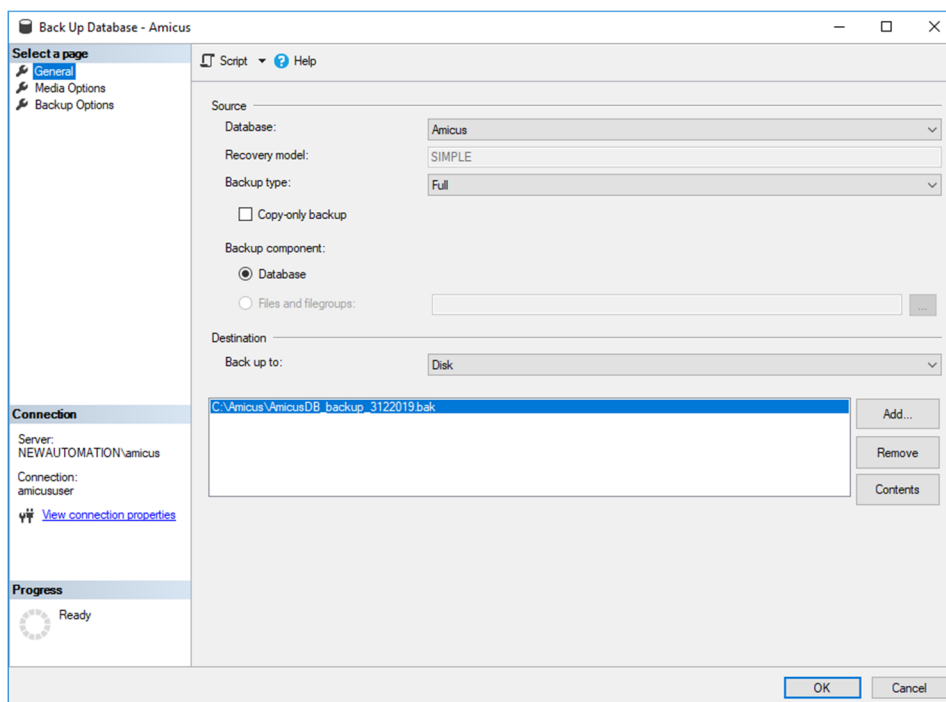 Back Up Database - Amicus
Select a page
General
Media Options
Backup Options
Script
Help
Source
Database:
Amicus
Recovery model:
SIMPLE
Backup type:
Full
Copy-only backup
Backup component:
Database
Files and filegroups:
...
Destination
Back up to:
Disk
C:\Amicus\AmicusDB_backup_3122019.bak
Add...
Remove
Contents
Connection
Server:
NEWAUTOMATION\amicus
Connection:
amicususer
View connection properties
Progress
Ready
OK
Cancel